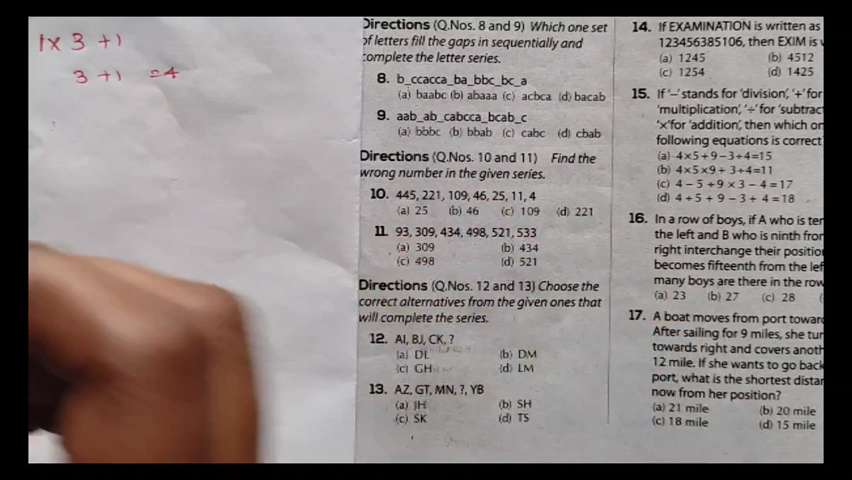 1x 3 +1
3 +1 =4
Directions (Q.Nos. 8 and 9) Which one set
of letters fill the gaps in sequentially and
complete the letter series.
8. b_ccacca_ba_bbc_bc_a
(a) baabc (b) abaaa (c) acbca (d) bacab
9. aab_ab_cabcca_bcab_c
(a) bbbc (b) bbab (c) cabc (d) cbab
Directions (Q.Nos. 10 and 11) Find the
wrong number in the given series.
10. 445, 221, 109, 46, 25, 11, 4
(a) 25 (b) 46 (c) 109 (d) 221
11. 93, 309, 434, 498, 521, 533
(a) 309 (b) 434
(c) 498 (d) 521
Directions (Q.Nos. 12 and 13) Choose the
correct alternatives from the given ones that
will complete the series.
12. AI, BJ, CK, ?
(a) DL (b) DM
(c) GH (d) LM
13. AZ, GT, MN, ?, YB
(a) JH (b) SH
(c) SK (d) TS
14. If EXAMINATION is written as
123456385106, then EXIM is
(a) 1245 (b) 4512
(c) 1254 (d) 1425
15. If '–' stands for 'division', '+' for
'multiplication', '÷' for 'subtract
'×' for 'addition', then which on
following equations is correct
(a) 4×5+9–3+4=15
(b) 4×5×9+3+4=11
(c) 4–5+9×3–4=17
(d) 4÷5+9–3+4=18
16. In a row of boys, if A who is ten
the left and B who is ninth fror
right interchange their positio
becomes fifteenth from the lef
many boys are there in the row
(a) 23 (b) 27 (c) 28
17. A boat moves from port towar
After sailing for 9 miles, she tur
towards right and covers anoth
12 mile. If she wants to go back
port, what is the shortest distar
now from her position?
(a) 21 mile (b) 20 mile
(c) 18 mile (d) 15 mile